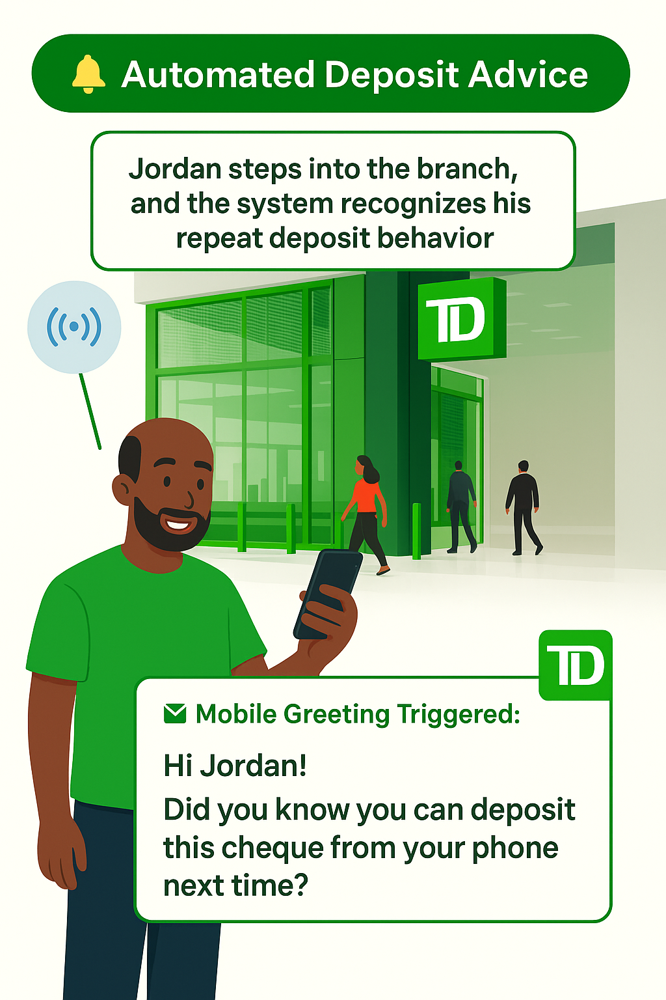 Automated Deposit Advice
Jordan steps into the branch,
and the system recognizes his
repeat deposit behavior
TD
TD
Mobile Greeting Triggered:
Hi Jordan!
Did you know you can deposit
this cheque from your phone
next time?